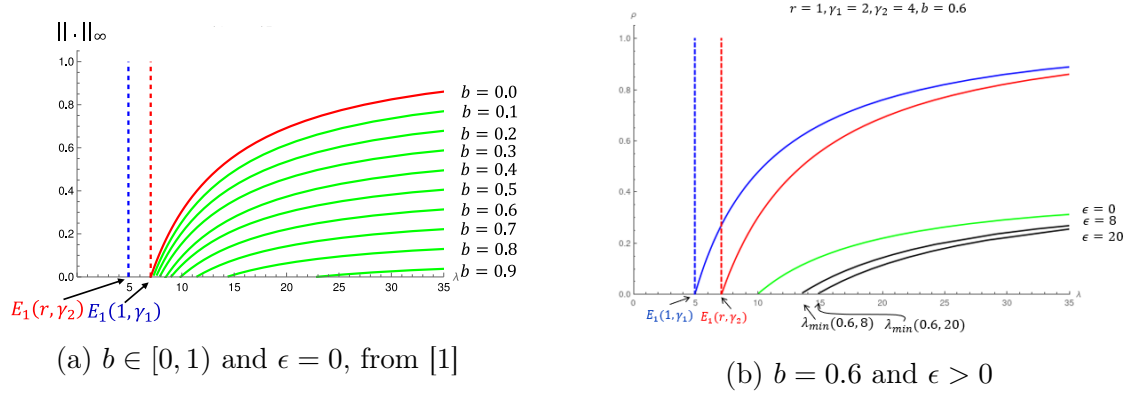 || . ||∞
1.0
0.8
0.6
0.4
0.2
0.0
5
10
15
20
25
30
35
λ
b = 0.0
b = 0.1
b = 0.2
b = 0.3
b = 0.4
b = 0.5
b = 0.6
b = 0.7
b = 0.8
b = 0.9
E₁(r, γ₂) E₁(1, γ₁)
(a) b ∈ [0, 1) and ϵ = 0, from [1]
r = 1, γ₁ = 2, γ₂ = 4, b = 0.6
ρ
1.0
0.8
0.6
0.4
0.2
0.0
0
5
10
15
20
25
30
35
λ
ϵ = 0
ϵ = 8
ϵ = 20
E₁(1, γ₁)
E₁(r, γ₂)
λmin(0.6, 8)
λmin(0.6, 20)
(b) b = 0.6 and ϵ > 0